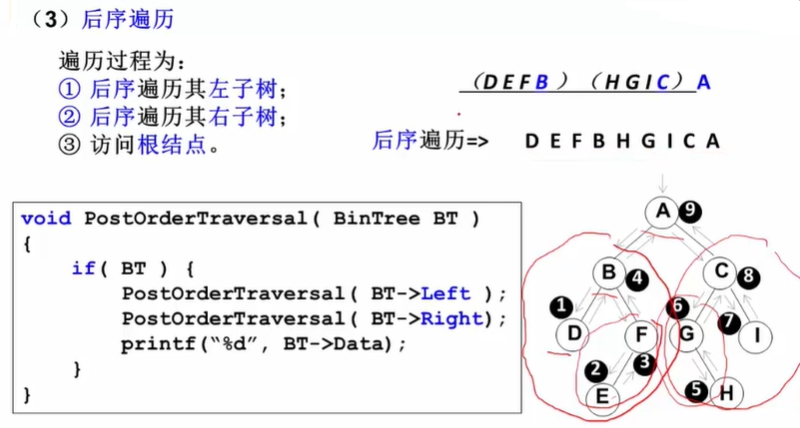 （3）后序遍历
遍历过程为:
① 后序遍历其左子树；
② 后序遍历其右子树；
③ 访问根结点。
（D E F B ）（H G I C）A
后序遍历=> D E F B H G I C A
void PostOrderTraversal( BinTree BT )
{
if( BT ) {
PostOrderTraversal( BT->Left );
PostOrderTraversal( BT->Right);
printf(“%d”, BT->Data);
}
}
A 9
B 4 C 8
1 6 7
D F G I
2 3 5
E H